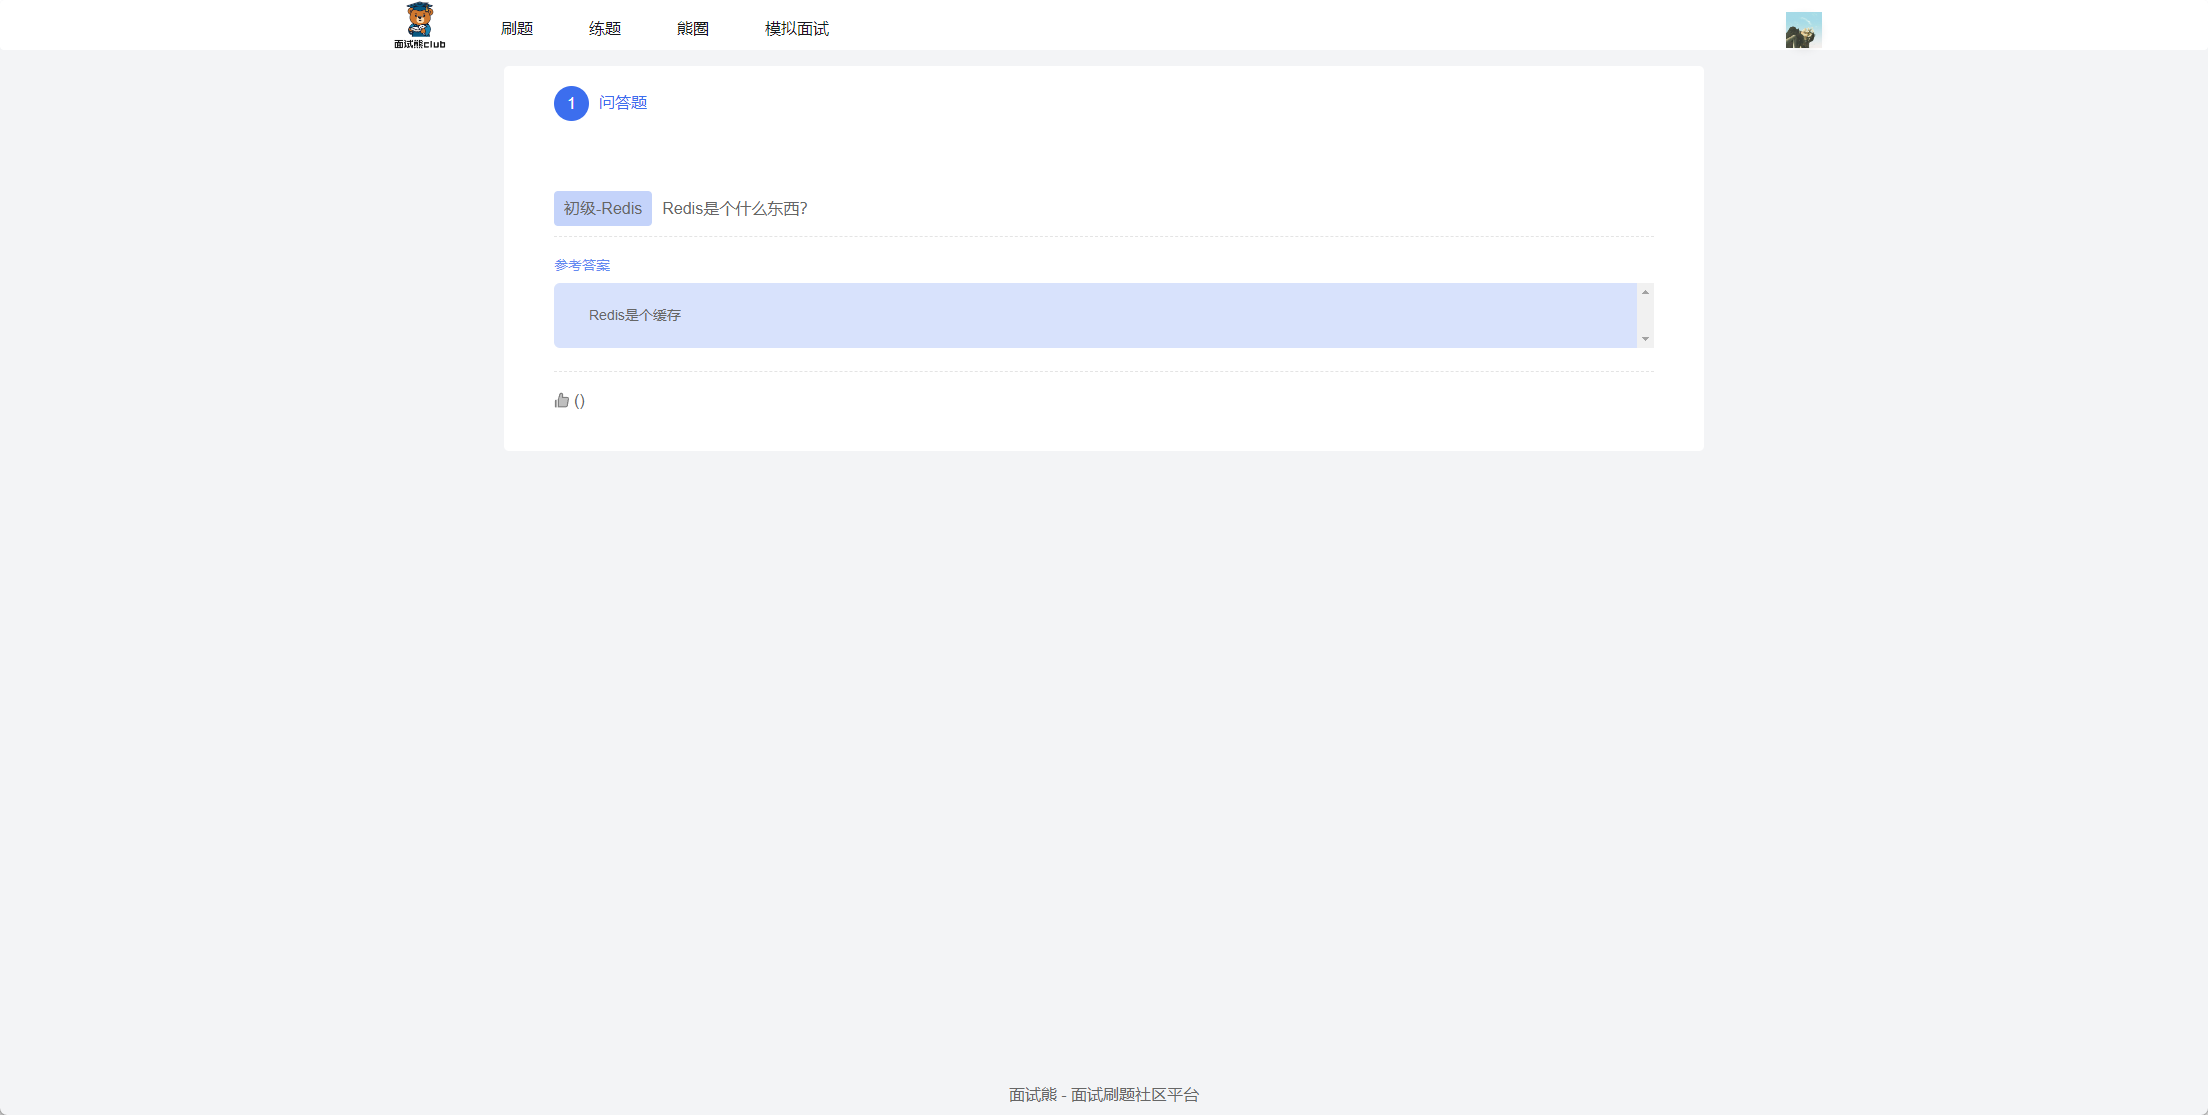 面试熊club
刷题 练题 熊圈 模拟面试
1 问答题
初级-Redis Redis是个什么东西?
参考答案
Redis是个缓存
()
面试熊 - 面试刷题社区平台